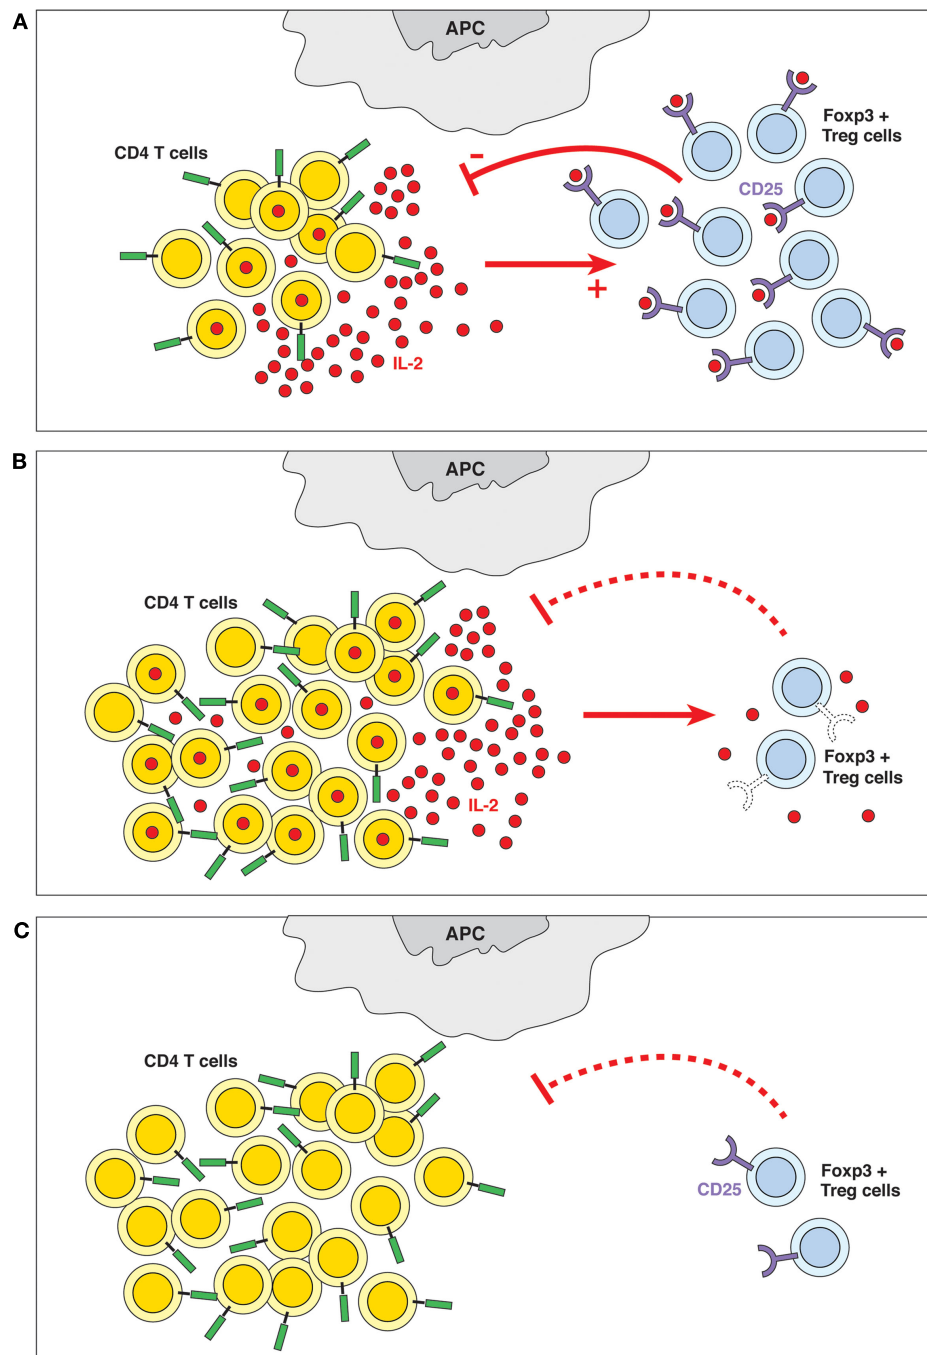 A
APC
CD4 T cells
Foxp3 +
Treg cells
CD25
-
+
IL-2
B
APC
CD4 T cells
IL-2
Foxp3 +
Treg cells
C
APC
CD4 T cells
CD25
Foxp3 +
Treg cells